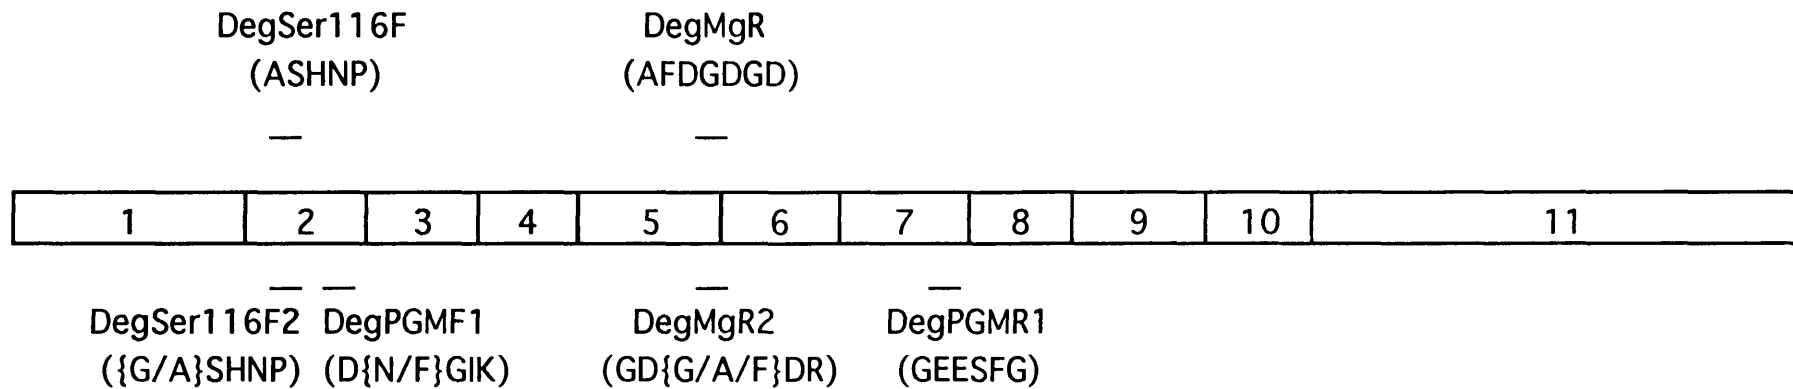 DegSer116F DegMgR
(ASHNP) (AFDGDGD)
1 2 3 4 5 6 7 8 9 10 11
DegSer116F2 DegPGMF1 DegMgR2 DegPGMR1
({G/A}SHNP) (D{N/F}GIK) (GD{G/A/F}DR) (GEESFG)